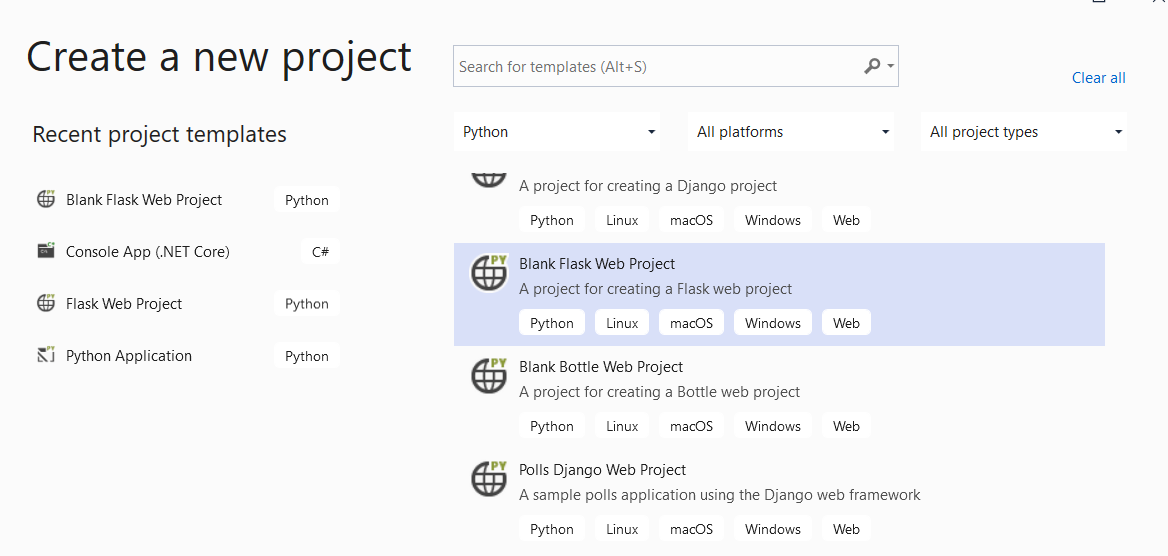 Create a new project
Search for templates (Alt+S)
Clear all
Recent project templates
Python
All platforms
All project types
Blank Flask Web Project
Python
Console App (.NET Core)
C#
Flask Web Project
Python
Python Application
Python
A project for creating a Django project
Python Linux macOS Windows Web
PY
Blank Flask Web Project
A project for creating a Flask web project
Python Linux macOS Windows Web
PY
Blank Bottle Web Project
A project for creating a Bottle web project
Python Linux macOS Windows Web
PY
Polls Django Web Project
A sample polls application using the Django web framework
Python Linux macOS Windows Web